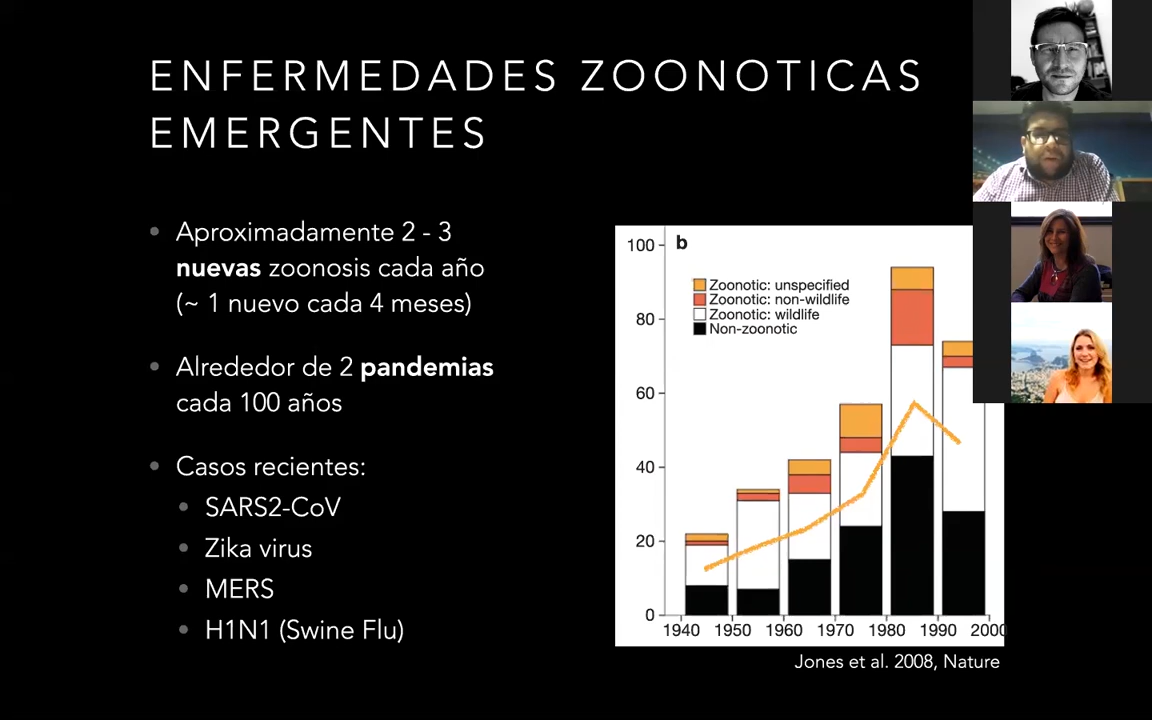 ENFERMEDADES ZOONOTICAS
EMERGENTES
Aproximadamente 2 - 3
nuevas zoonosis cada año
(~ 1 nuevo cada 4 meses)
Alrededor de 2 pandemias
cada 100 años
Casos recientes:
SARS2-CoV
Zika virus
MERS
H1N1 (Swine Flu)
b
100
80
60
40
20
0
Zoonotic: unspecified
Zoonotic: non-wildlife
Zoonotic: wildlife
Non-zoonotic
1940 1950 1960 1970 1980 1990 2000
Jones et al. 2008, Nature